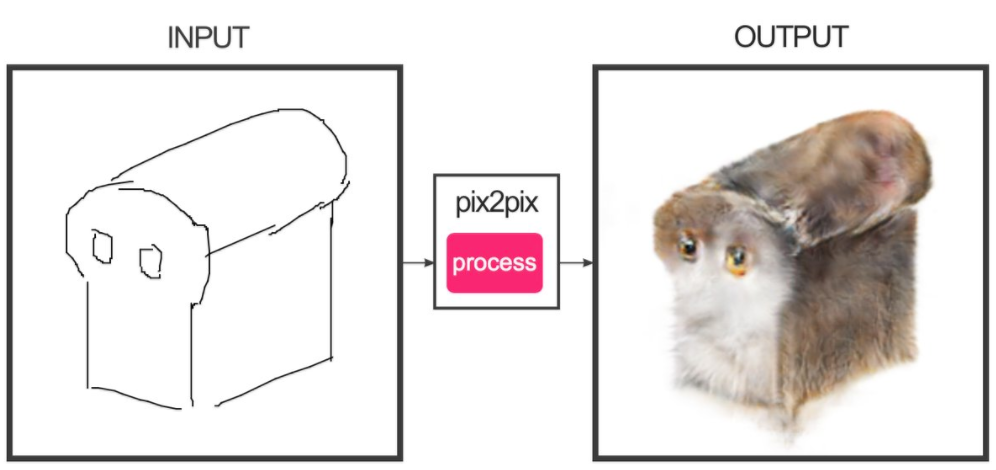 INPUT
OUTPUT
pix2pix
process